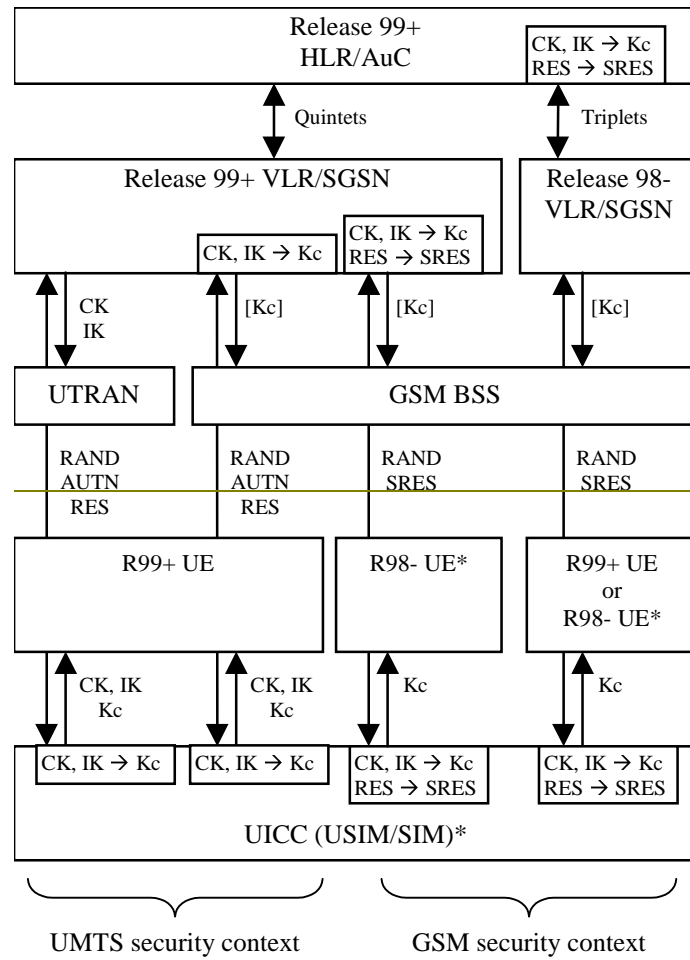 Release 99+
HLR/AuC
CK, IK → Kc
RES → SRES
Quintets
Triplets
Release 99+ VLR/SGSN
Release 98-
VLR/SGSN
CK, IK → Kc
CK, IK → Kc
RES → SRES
CK
IK
[Kc]
[Kc]
[Kc]
UTRAN
GSM BSS
RAND
AUTN
RES
RAND
AUTN
RES
RAND
SRES
RAND
SRES
R99+ UE
R98- UE*
R99+ UE
or
R98- UE*
CK, IK
Kc
CK, IK
Kc
Kc
Kc
CK, IK → Kc
CK, IK → Kc
CK, IK → Kc
RES → SRES
CK, IK → Kc
RES → SRES
UICC (USIM/SIM)*
UMTS security context
GSM security context